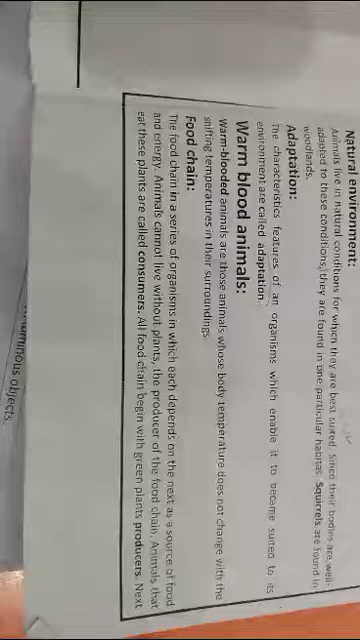 Natural environment:
Animals live in natural conditions for which they are best suited. Since their bodies are well-
adapted to these conditions, they are found in one particular habitat. Squirrels are found in
woodlands.
Adaptation:
The characteristics features of an organisms which enable it to became suited to its
environment are called adaptation.
Warm blood animals:
Warm-blooded animals are those animals whose body temperature does not change with the
shifting temperatures in their surroundings.
Food chain:
The food chain in a series of organisms in which each depends on the next as a source of food
and energy. Animals cannot live without plants, the producer of the food chain. Animals that
eat these plants are called consumers. All food chain begin with green plants producers. Next
luminous objects.